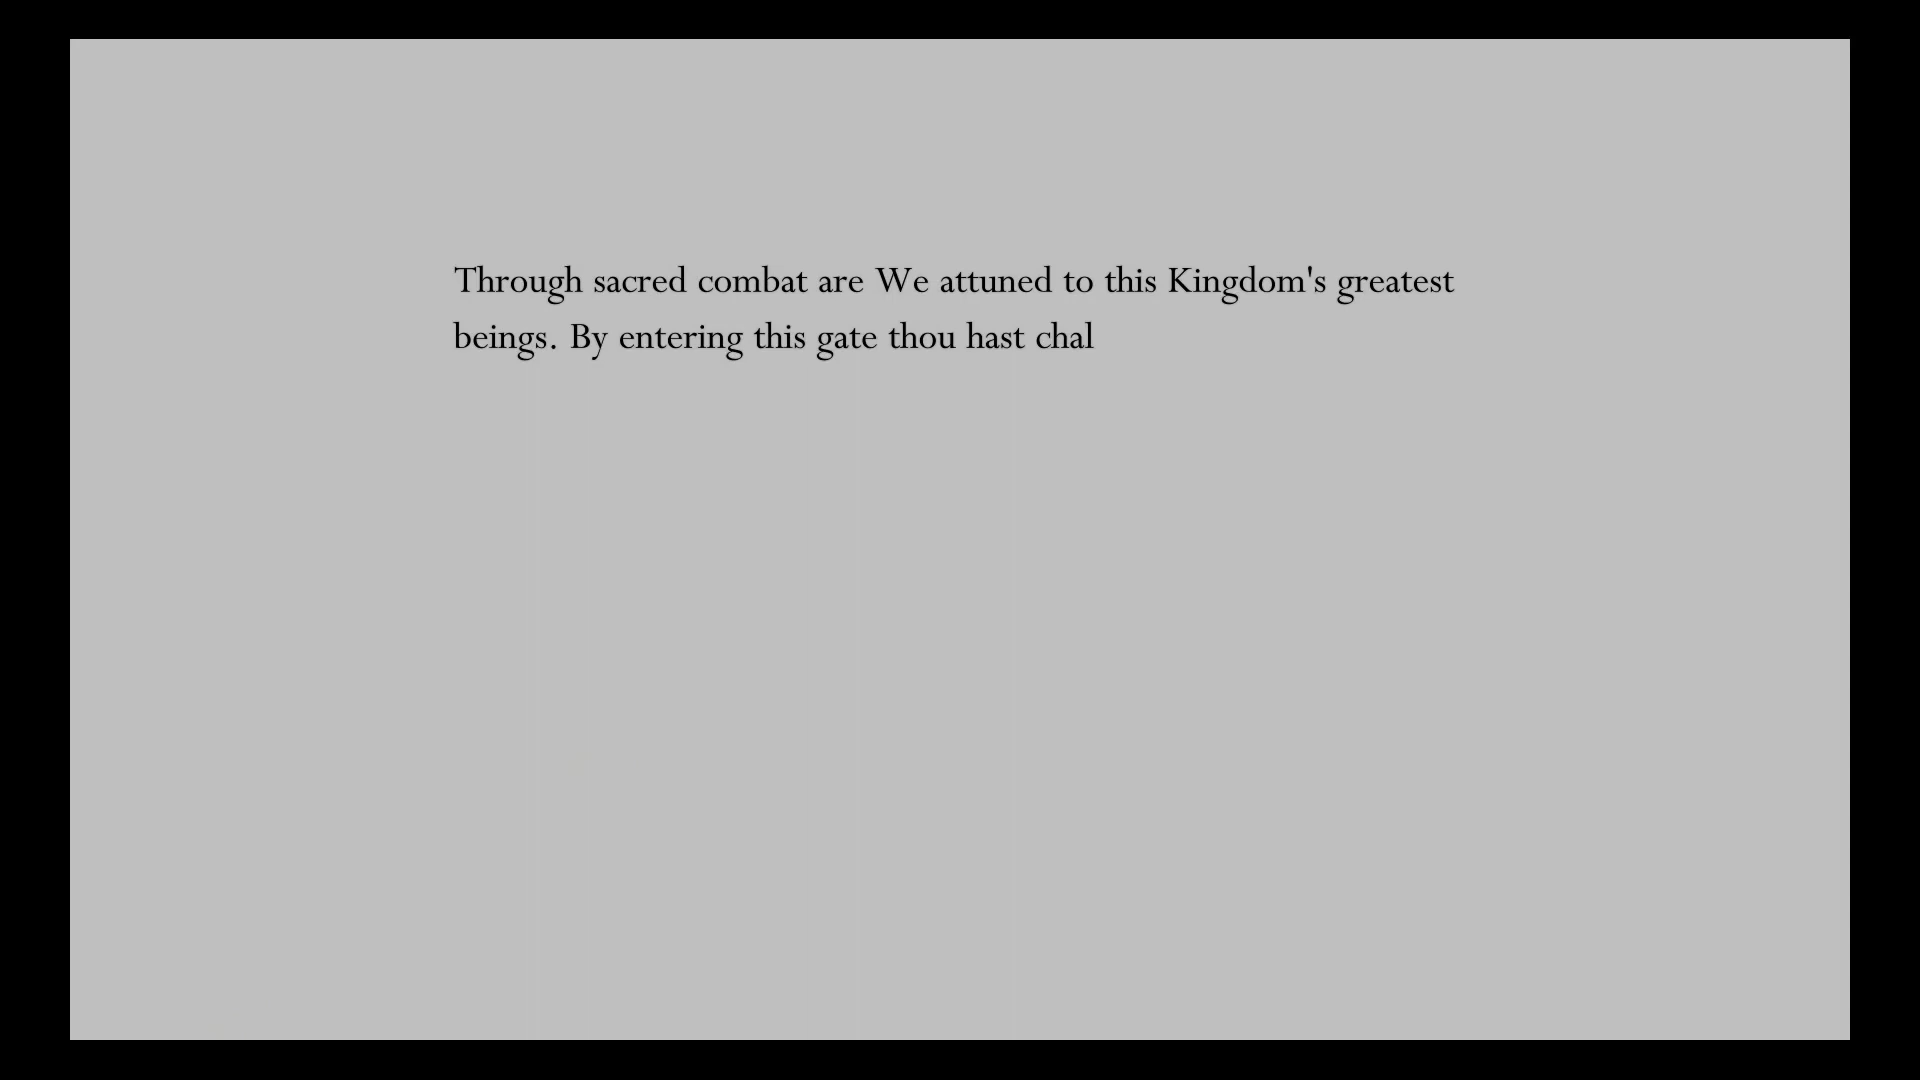 Through sacred combat are We attuned to this Kingdom's greatest
beings. By entering this gate thou hast chal